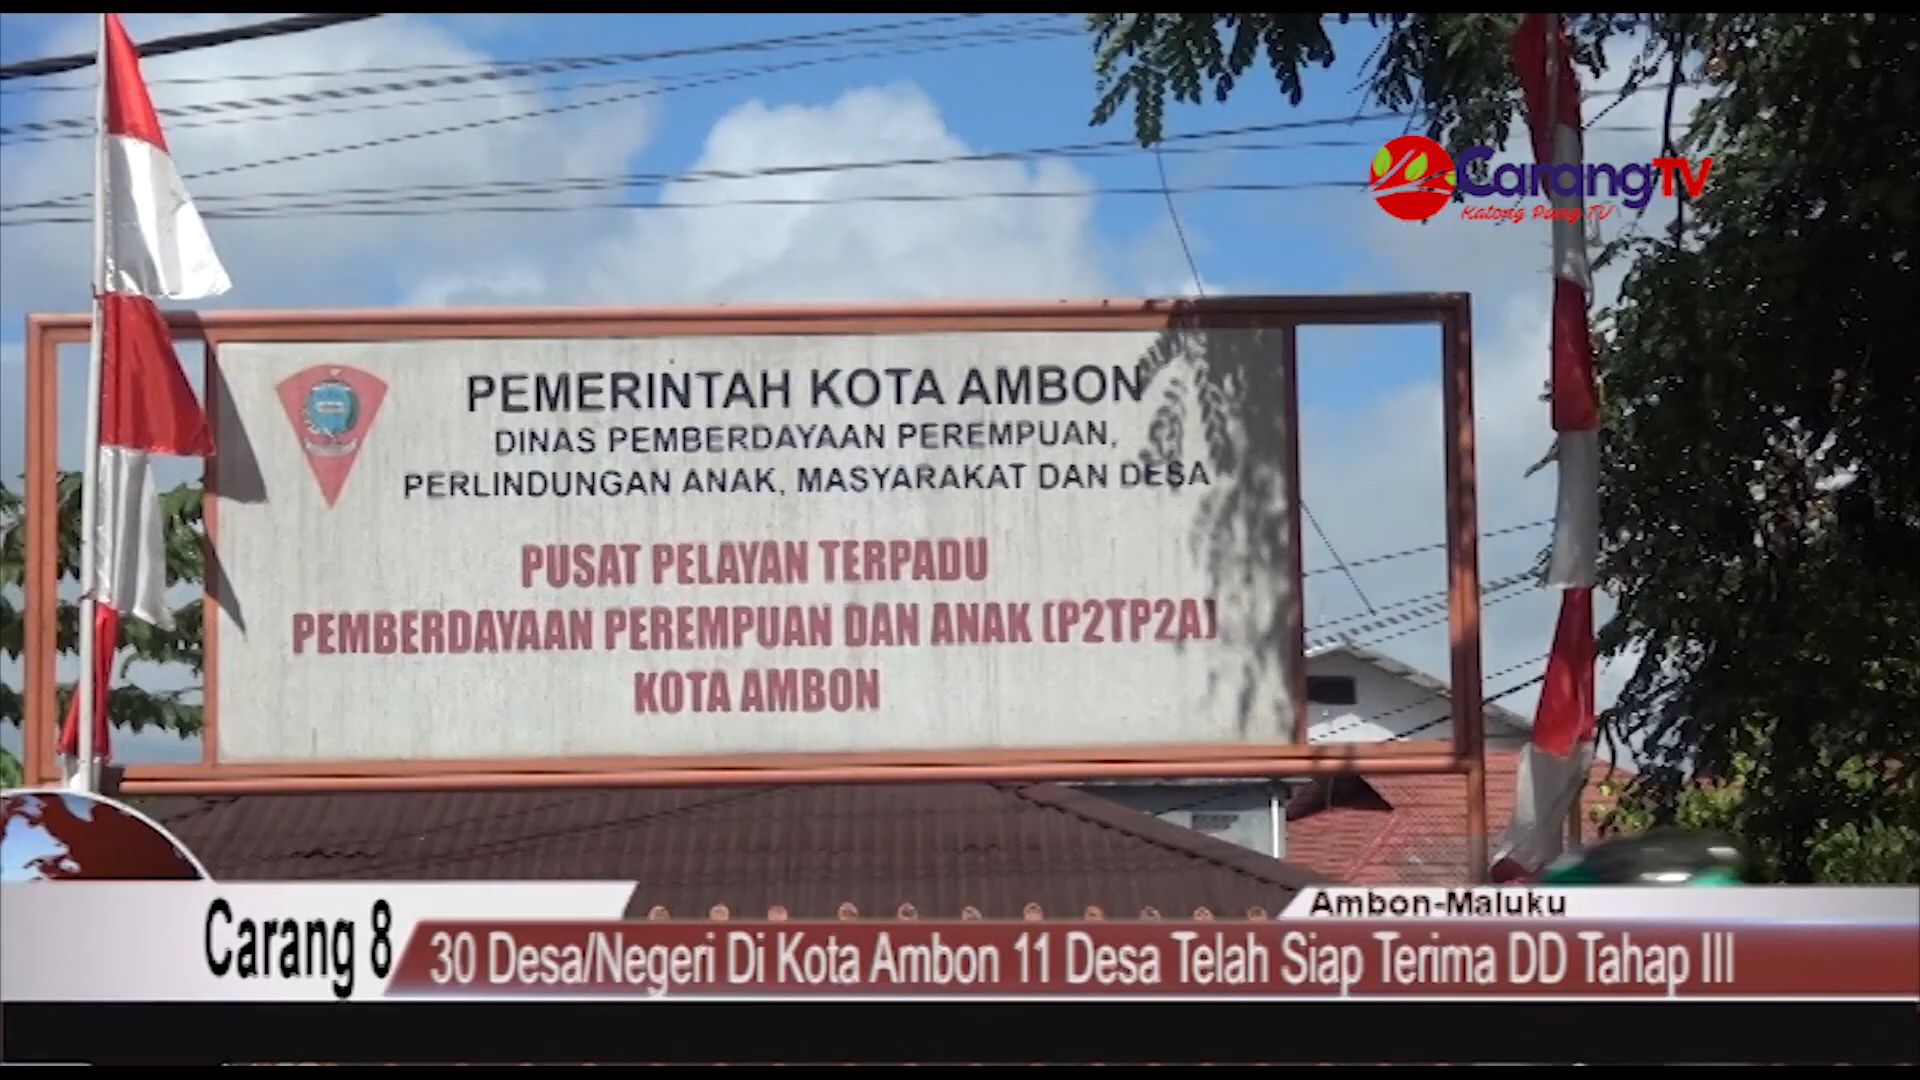 CarangTV
Katong Pung TV
PEMERINTAH KOTA AMBON
DINAS PEMBERDAYAAN PEREMPUAN,
PERLINDUNGAN ANAK, MASYARAKAT DAN DESA
PUSAT PELAYAN TERPADU
PEMBERDAYAAN PEREMPUAN DAN ANAK (P2TP2A)
KOTA AMBON
Ambon-Maluku
Carang 8
30 Desa/Negeri Di Kota Ambon 11 Desa Telah Siap Terima DD Tahap III